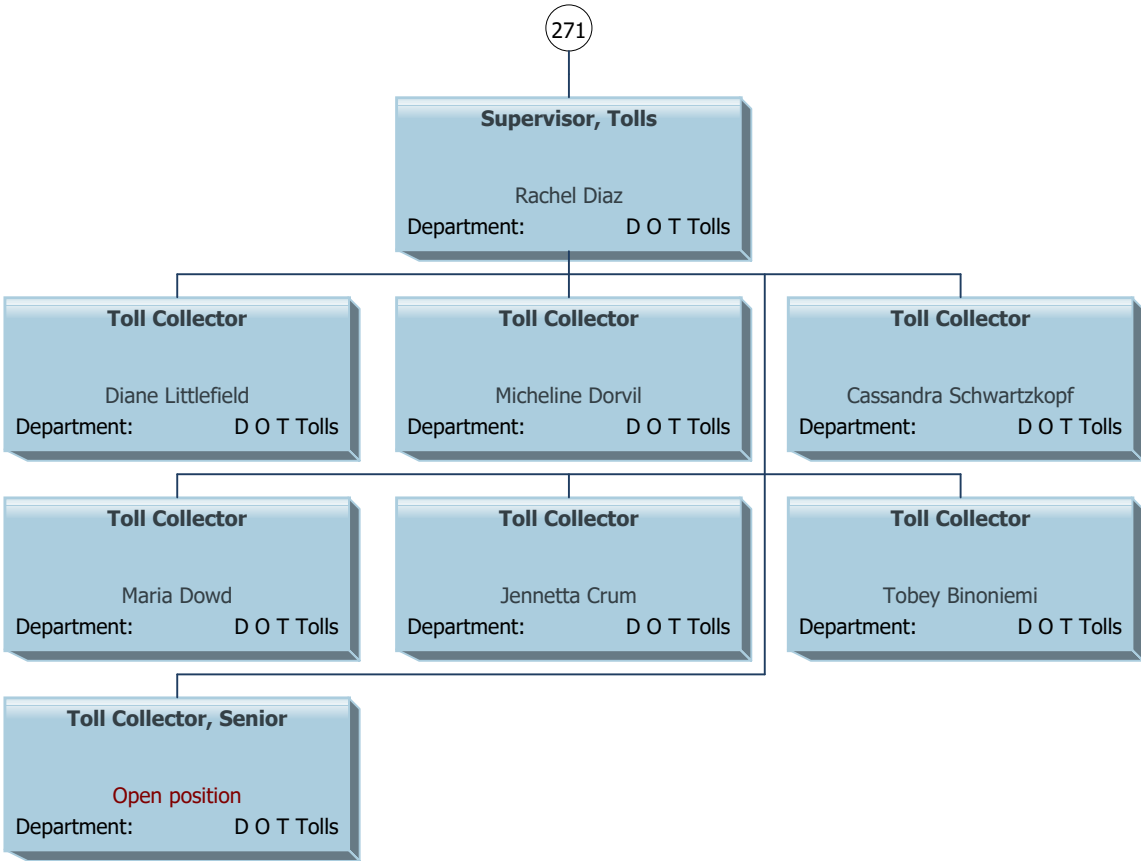 271
Supervisor, Tolls
Rachel Diaz
Department: D O T Tolls
Toll Collector
Diane Littlefield
Department: D O T Tolls
Toll Collector
Micheline Dorvil
Department: D O T Tolls
Toll Collector
Cassandra Schwartzkopf
Department: D O T Tolls
Toll Collector
Maria Dowd
Department: D O T Tolls
Toll Collector
Jennetta Crum
Department: D O T Tolls
Toll Collector
Tobey Binoniemi
Department: D O T Tolls
Toll Collector, Senior
Open position
Department: D O T Tolls